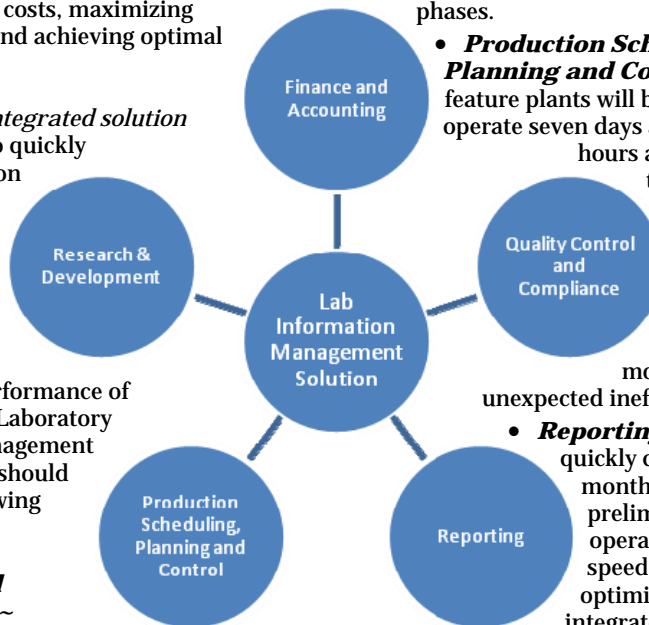 costs, maximizing
nd achieving optimal
ntegrated solution
quickly
on
rformance of
Laboratory
nagement
should
wing
~
Finance and
Accounting
Research &
Development
Quality Control
and
Compliance
Lab
Information
Management
Solution
Production
Scheduling,
Planning and
Control
Reporting
phases.
• Production Sch
Planning and Co
feature plants will b
operate seven days
hours a
t
mo
unexpected inef
• Reporting
quickly
month
prelim
opera
speed
optimi
integrate